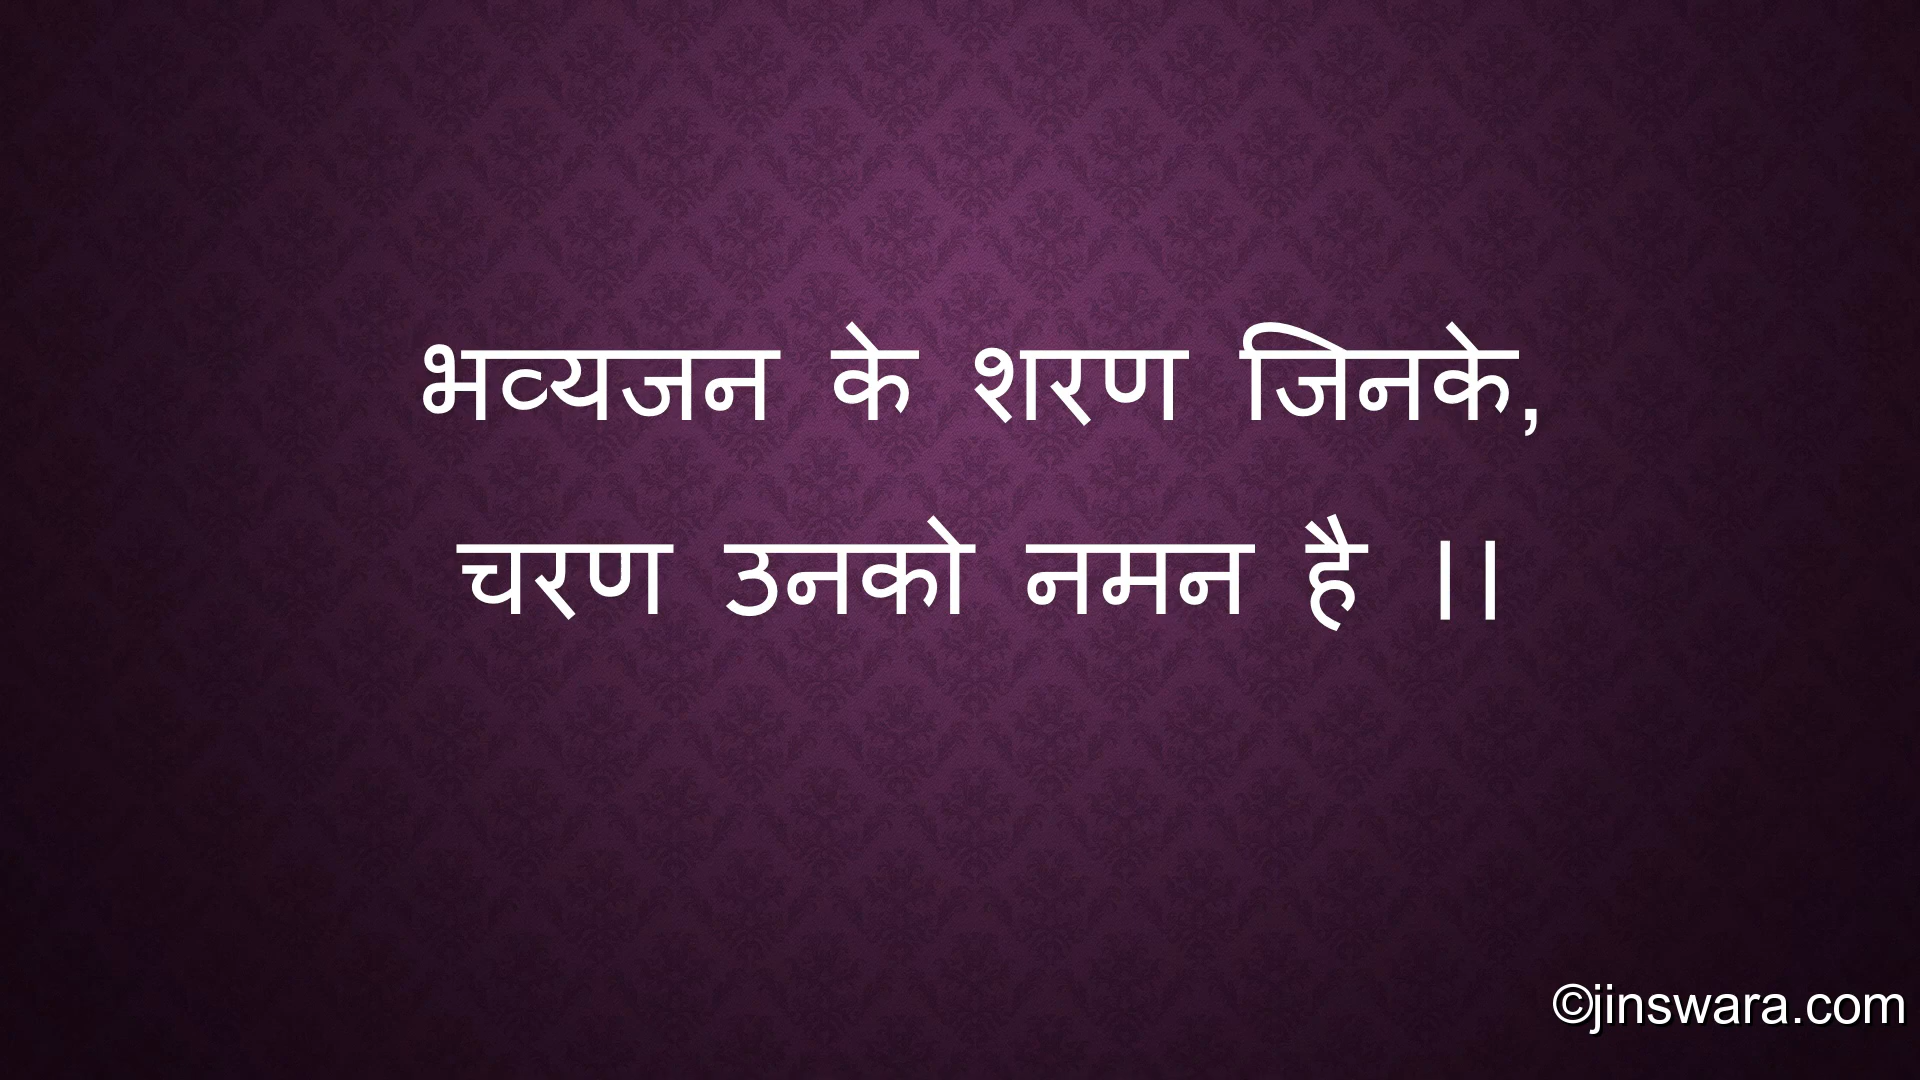 भव्यजन के शरण जिनके,
चरण उनको नमन है ।।
©jinswara.com